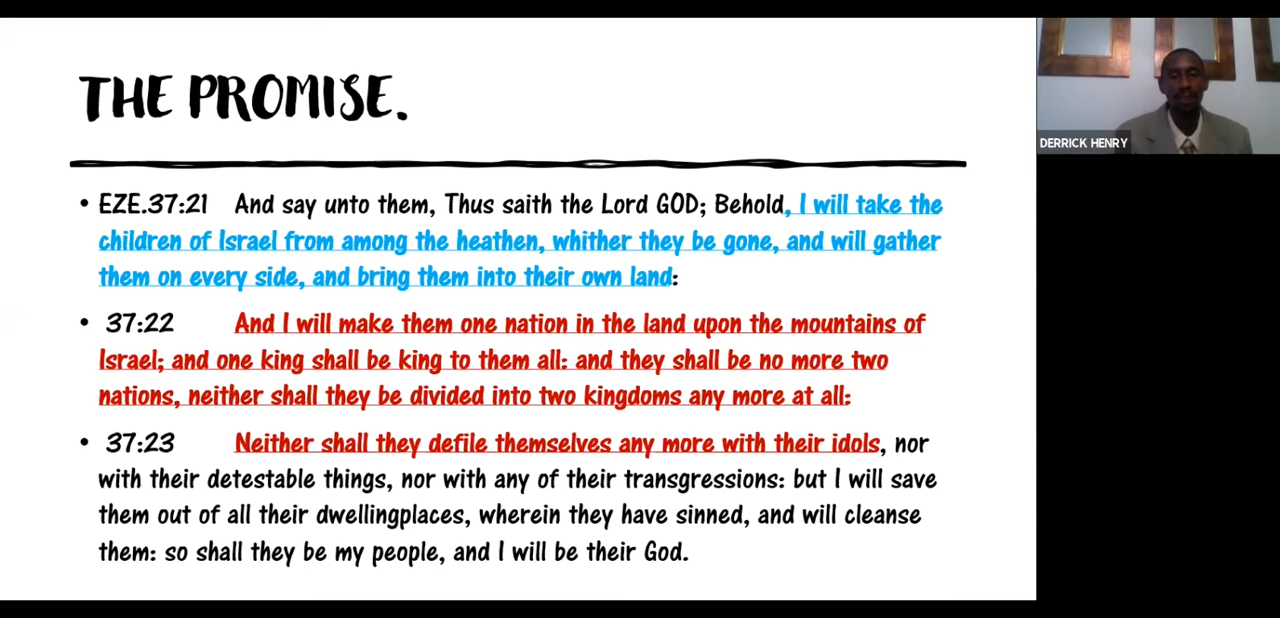 THE PROMISE.
• EZE.37:21 And say unto them, Thus saith the Lord GOD; Behold, I will take the
children of Israel from among the heathen, whither they be gone, and will gather
them on every side, and bring them into their own land:
• 37:22 And I will make them one nation in the land upon the mountains of
Israel; and one king shall be king to them all: and they shall be no more two
nations, neither shall they be divided into two kingdoms any more at all:
• 37:23 Neither shall they defile themselves any more with their idols, nor
with their detestable things, nor with any of their transgressions: but I will save
them out of all their dwellingplaces, wherein they have sinned, and will cleanse
them: so shall they be my people, and I will be their God.
DERRICK HENRY